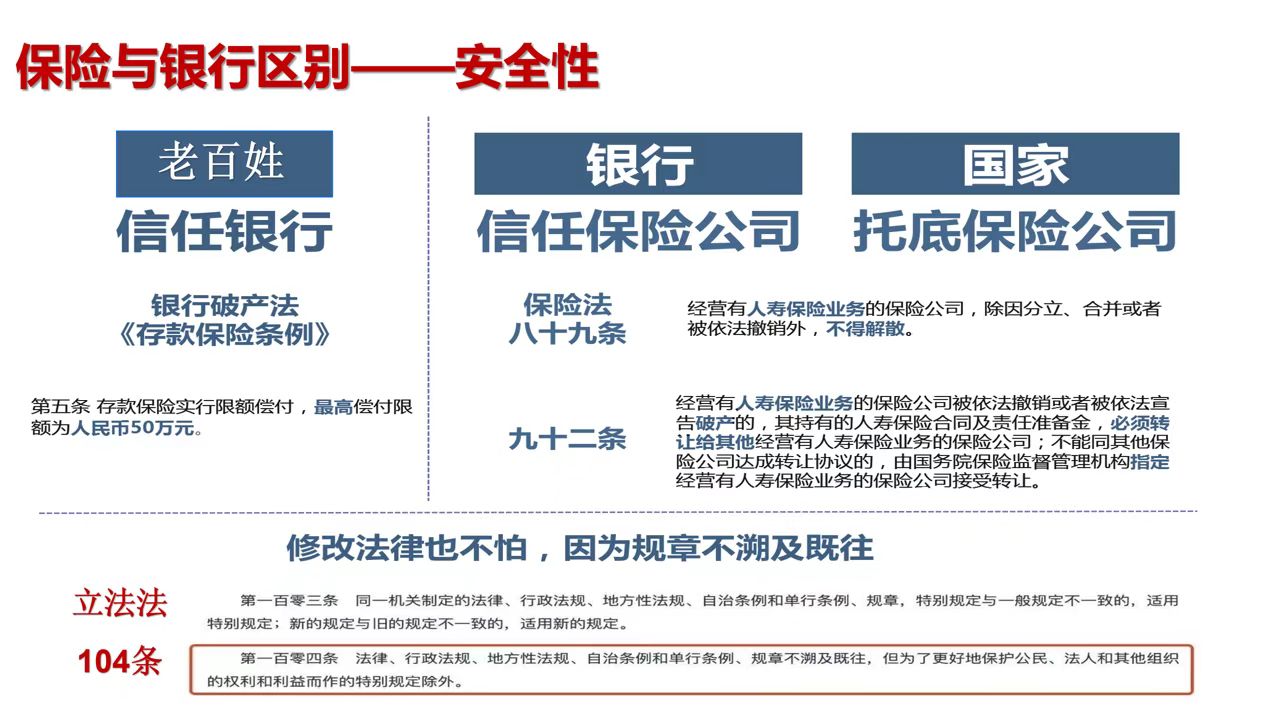 保险与银行区别——安全性
老百姓
信任银行
银行破产法
《存款保险条例》
第五条 存款保险实行限额偿付，最高偿付限
额为人民币50万元。
银行
信任保险公司
国家
托底保险公司
保险法
八十九条
经营有人寿保险业务的保险公司，除因分立、合并或者
被依法撤销外，不得解散。
九十二条
经营有人寿保险业务的保险公司被依法撤销或者被依法宣
告破产的，其持有的人寿保险合同及责任准备金，必须转
让给其他经营有人寿保险业务的保险公司；不能同其他保
险公司达成转让协议的，由国务院保险监督管理机构指定
经营有人寿保险业务的保险公司接受转让。
修改法律也不怕，因为规章不溯及既往
立法法
104条
第一百零三条 同一机关制定的法律、行政法规、地方性法规、自治条例和单行条例、规章，特别规定与一般规定不一致的，适用
特别规定；新的规定与旧的规定不一致的，适用新的规定。
第一百零四条 法律、行政法规、地方性法规、自治条例和单行条例、规章不溯及既往，但为了更好地保护公民、法人和其他组织
的权利和利益而作的特别规定除外。